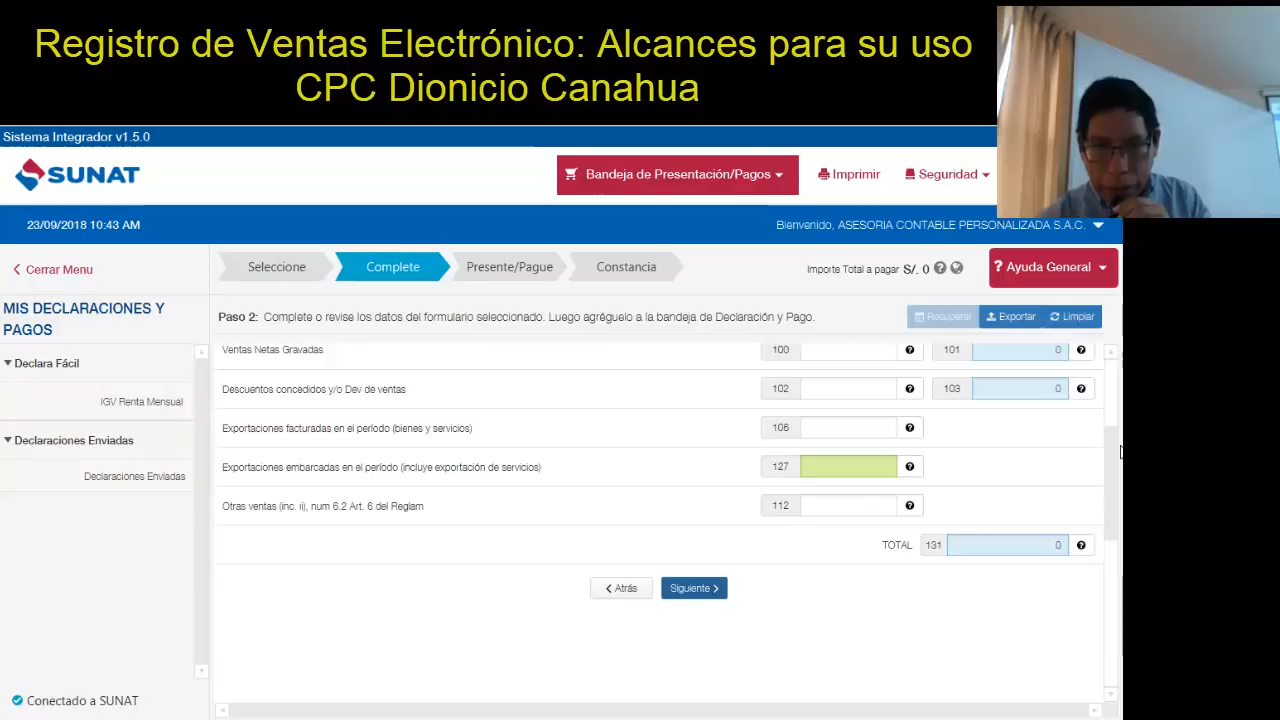 Registro de Ventas Electrónico: Alcances para su uso
CPC Dionicio Canahua
Sistema Integrador v1.5.0
SUNAT
Bandeja de Presentación/Pagos
Imprimir
Seguridad
23/09/2018 10:43 AM
Bienvenido, ASESORIA CONTABLE PERSONALIZADA S.A.C.
Cerrar Menu
Seleccione
Complete
Presente/Pague
Constancia
Importe Total a pagar S/. 0
? Ayuda General
MIS DECLARACIONES Y
PAGOS
Paso 2: Complete o revise los datos del formulario seleccionado. Luego agréguelo a la bandeja de Declaración y Pago.
Recuperar
Exportar
Limpiar
Declara Fácil
IGV Renta Mensual
Declaraciones Enviadas
Declaraciones Enviadas
Ventas Netas Gravadas 100 101 0
Descuentos concedidos y/o Dev de ventas 102 103 0
Exportaciones facturadas en el período (bienes y servicios) 106
Exportaciones embarcadas en el período (incluye exportación de servicios) 127
Otras ventas (inc. ii), num 6.2 Art. 6 del Reglam 112
TOTAL 131 0
Atrás
Siguiente
Conectado a SUNAT